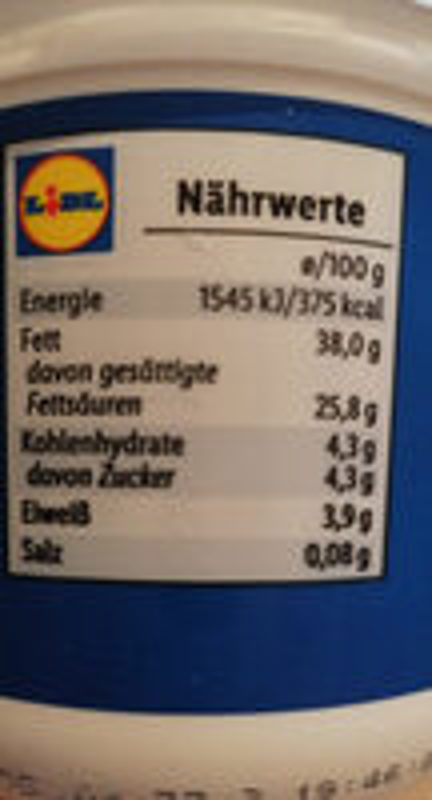 LIDL
Nährwerte
ø/100 g
Energie 1545 kJ/375 kcal
Fett 38,0 g
davon gesättigte
Fettsäuren 25,8 g
Kohlenhydrate 4,3 g
davon Zucker 4,3 g
Eiweiß 3,9 g
Salz 0,08 g